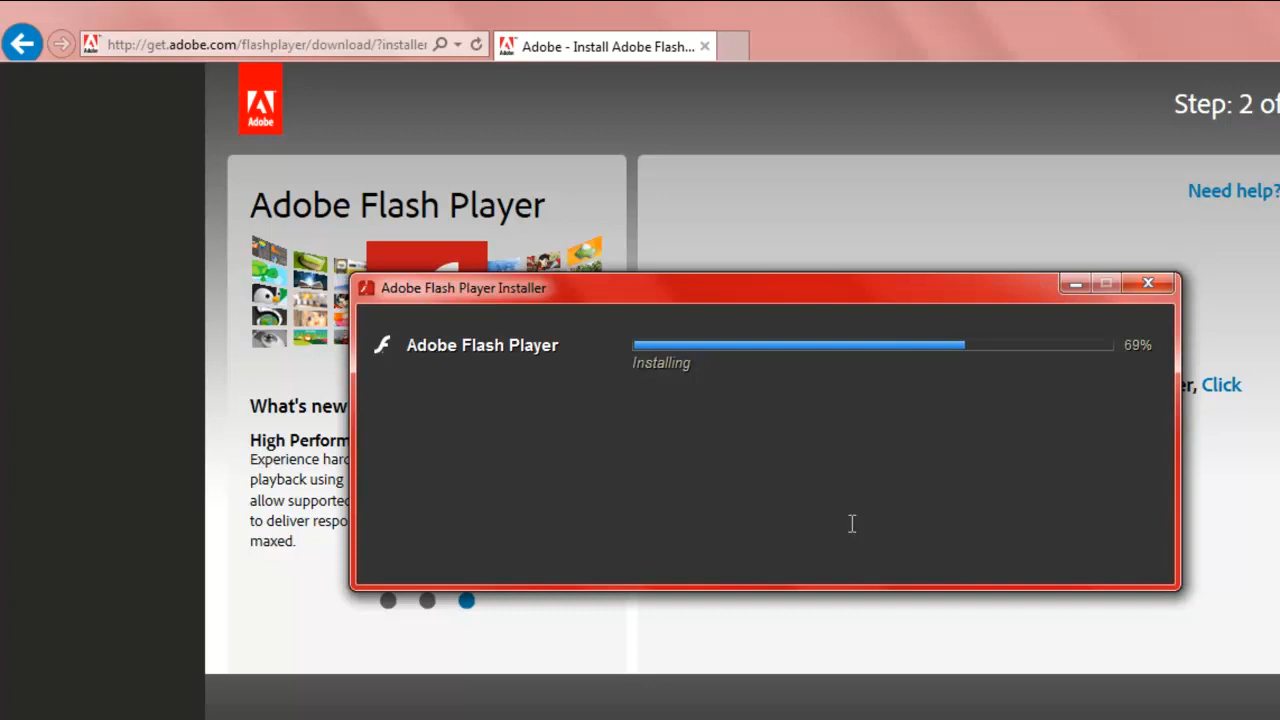 http://get.adobe.com/flashplayer/download/?installer
Adobe - Install Adobe Flash...
Adobe
Step: 2 of
Need help?
Adobe Flash Player
Adobe Flash Player Installer
Adobe Flash Player
69%
Installing
er, Click
What's new
High Perform
Experience hard
playback using
allow supported
to deliver respo
maxed.